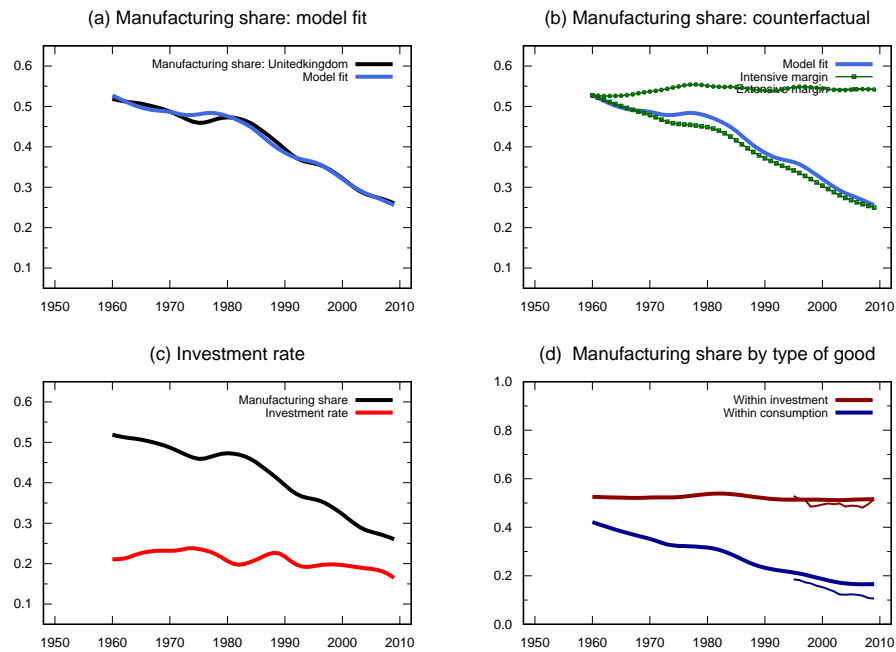 (a) Manufacturing share: model fit
Manufacturing share: Unitedkingdom
Model fit
0.6
0.5
0.4
0.3
0.2
0.1
1950 1960 1970 1980 1990 2000 2010
(b) Manufacturing share: counterfactual
Model fit
Intensive margin
Extensive margin
0.6
0.5
0.4
0.3
0.2
0.1
1950 1960 1970 1980 1990 2000 2010
(c) Investment rate
Manufacturing share
Investment rate
0.6
0.5
0.4
0.3
0.2
0.1
1950 1960 1970 1980 1990 2000 2010
(d) Manufacturing share by type of good
Within investment
Within consumption
1.0
0.8
0.6
0.4
0.2
0.0
1950 1960 1970 1980 1990 2000 2010